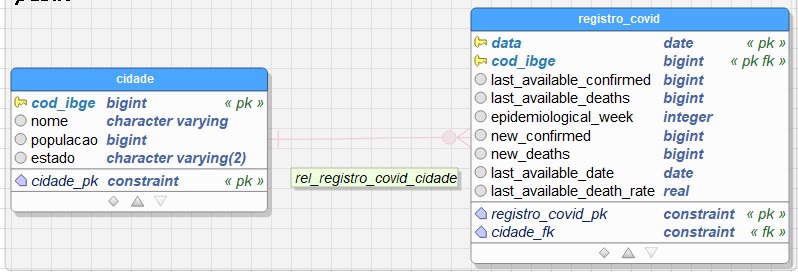 cidade
cod_ibge bigint « pk »
nome character varying
populacao bigint
estado character varying(2)
cidade_pk constraint « pk »
rel_registro_covid_cidade
registro_covid
data date « pk »
cod_ibge bigint « pk fk »
last_available_confirmed bigint
last_available_deaths bigint
epidemiological_week integer
new_confirmed bigint
new_deaths bigint
last_available_date date
last_available_death_rate real
registro_covid_pk constraint « pk »
cidade_fk constraint « fk »